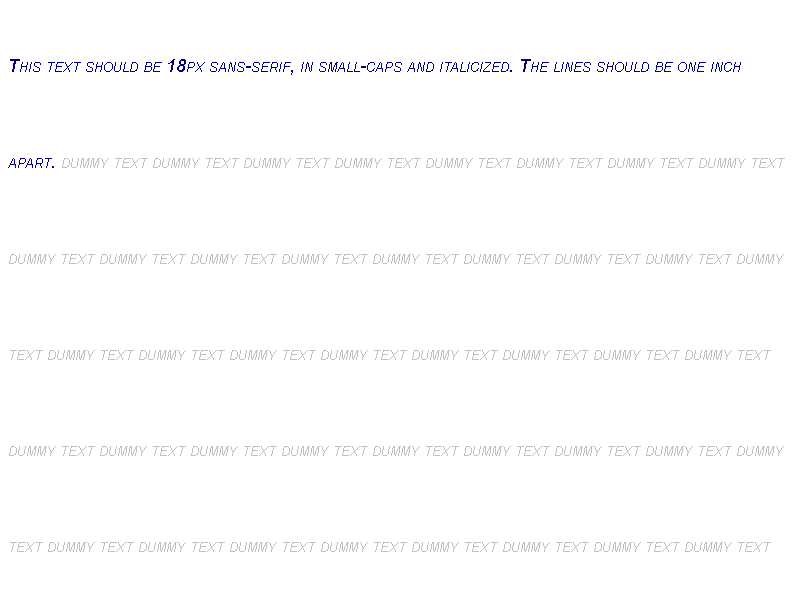 This text should be 18px sans-serif, in small-caps and italicized. The lines should be one inch
apart. dummy text dummy text dummy text dummy text dummy text dummy text dummy text dummy text
dummy text dummy text dummy text dummy text dummy text dummy text dummy text dummy text dummy
text dummy text dummy text dummy text dummy text dummy text dummy text dummy text dummy text
dummy text dummy text dummy text dummy text dummy text dummy text dummy text dummy text dummy
text dummy text dummy text dummy text dummy text dummy text dummy text dummy text dummy text